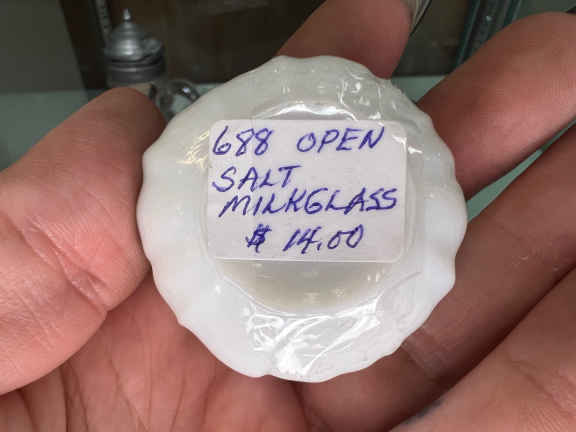 688 OPEN
SALT
MILKGLASS
$ 14.00